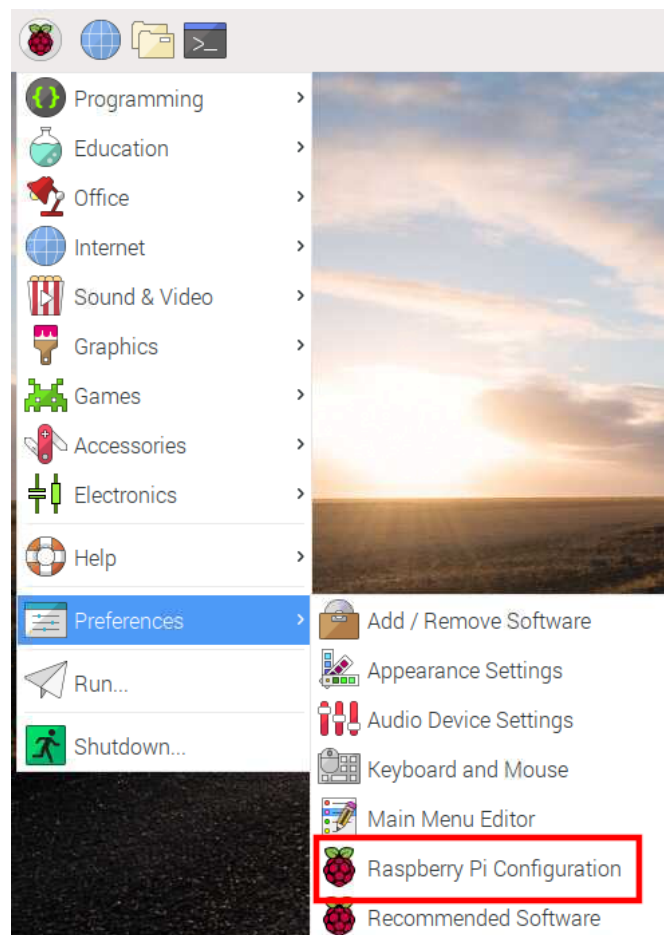 >_
Programming
Education
Office
Internet
Sound & Video
Graphics
Games
Accessories
Electronics
Help
Preferences
Run...
Shutdown...
Add / Remove Software
Appearance Settings
Audio Device Settings
Keyboard and Mouse
Main Menu Editor
Raspberry Pi Configuration
Recommended Software